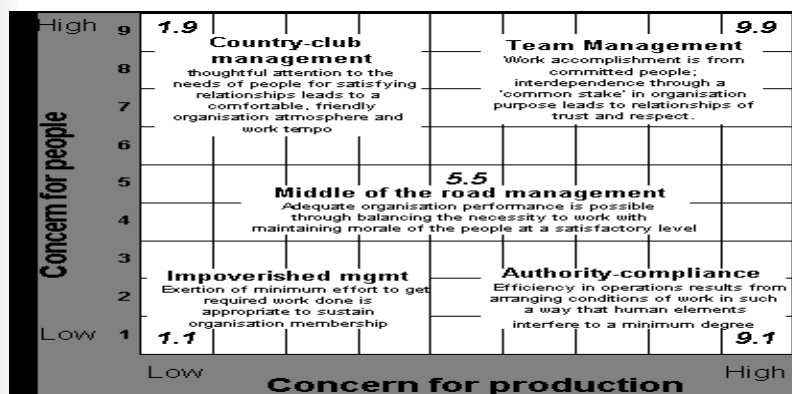 High 9 1.9 9.9
Country-club
management
thoughtful attention to the
needs of people for satisfying
relationships leads to a
comfortable, friendly
organisation atmosphere and
work tempo
Team Management
Work accomplishment is from
committed people;
interdependence through a
'common stake' in organisation
purpose leads to relationships of
trust and respect.
8
7
6
5
5.5
Middle of the road management
Adequate organisation performance is possible
through balancing the necessity to work with
maintaining morale of the people at a satisfactory level
4
3
Impoverished mgmt
Exertion of minimum effort to get
required work done is
appropriate to sustain
organisation membership
Authority-compliance
Efficiency in operations results from
arranging conditions of work in such
a way that human elements
interfere to a minimum degree
2
Low 1 1.1 9.1
Concern for people
Low High
Concern for production